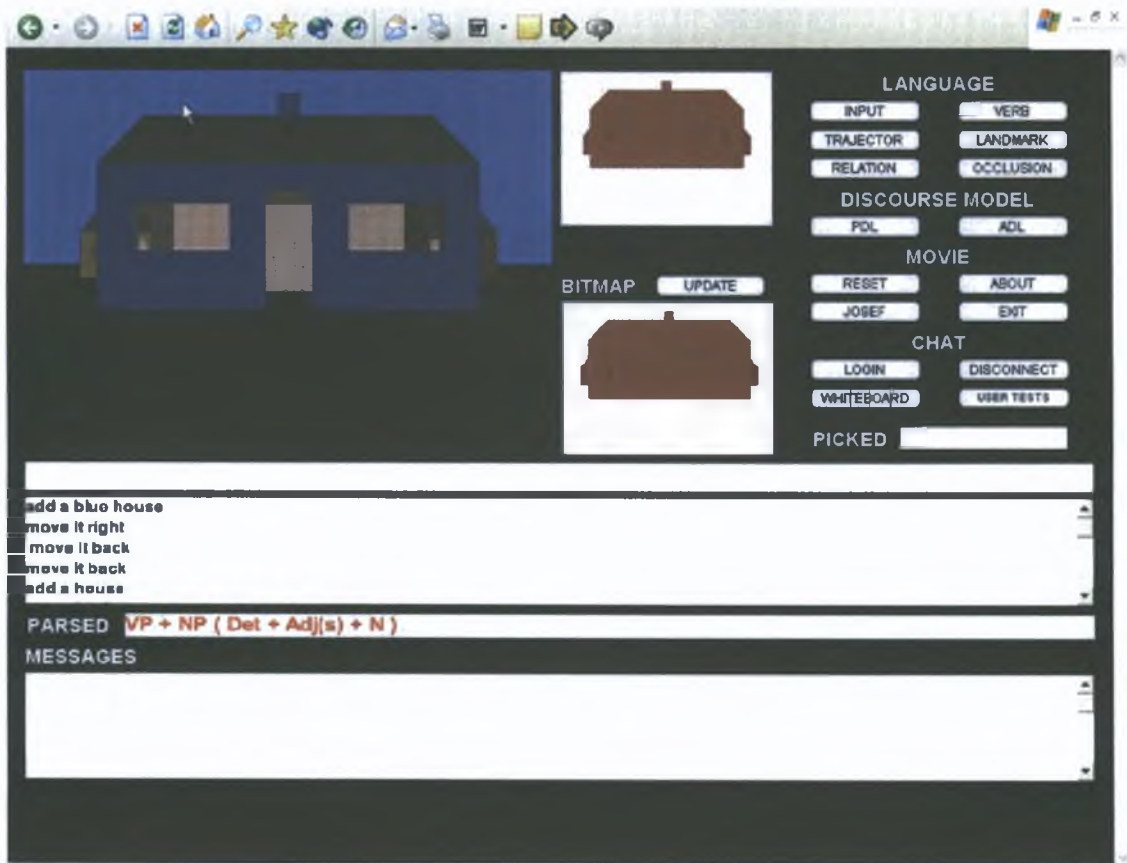 LANGUAGE
INPUT VERB
TRAJECTOR LANDMARK
RELATION OCCLUSION
DISCOURSE MODEL
PDL ADL
MOVIE
BITMAP UPDATE
RESET ABOUT
JOSEF EXIT
CHAT
LOGIN DISCONNECT
WHITEBOARD USER TESTS
PICKED
add a blue house
move it right
move it back
move it back
add a house
PARSED VP + NP ( Det + Adj(s) + N )
MESSAGES